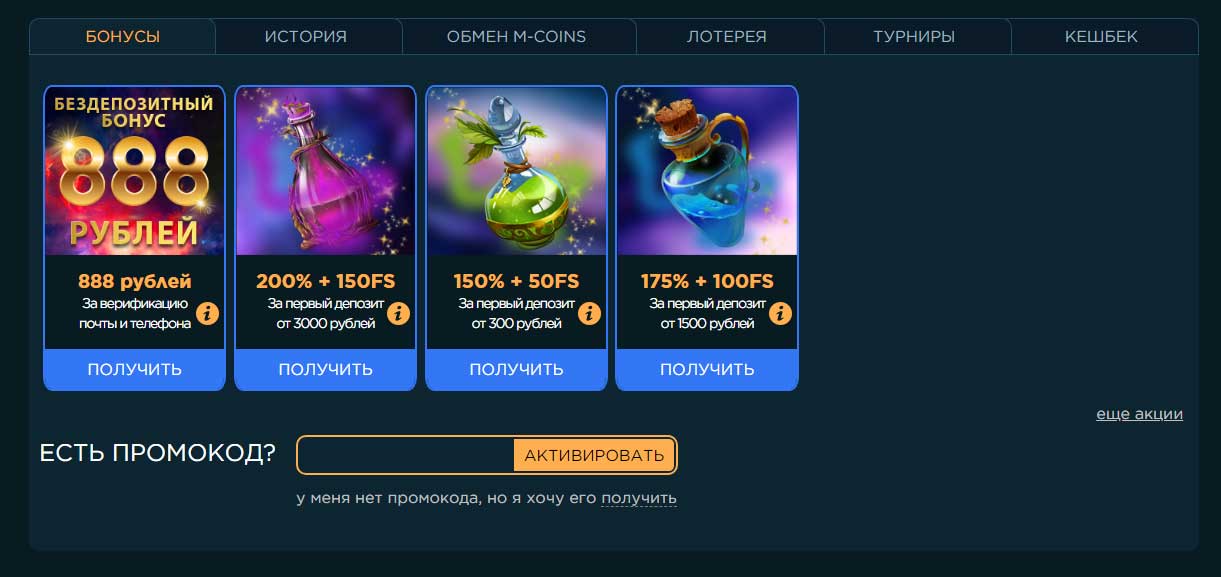 БОНУСЫ
ИСТОРИЯ
ОБМЕН M-COINS
ЛОТЕРЕЯ
ТУРНИРЫ
КЕШБЕК
БЕЗДЕПОЗИТНЫЙ
БОНУС
888
РУБЛЕЙ
888 рублей
За верификацию
почты и телефона
i
ПОЛУЧИТЬ
200% + 150FS
За первый депозит
от 3000 рублей
i
ПОЛУЧИТЬ
150% + 50FS
За первый депозит
от 300 рублей
i
ПОЛУЧИТЬ
175% + 100FS
За первый депозит
от 1500 рублей
i
ПОЛУЧИТЬ
еще акции
ЕСТЬ ПРОМОКОД?
АКТИВИРОВАТЬ
у меня нет промокода, но я хочу его получить